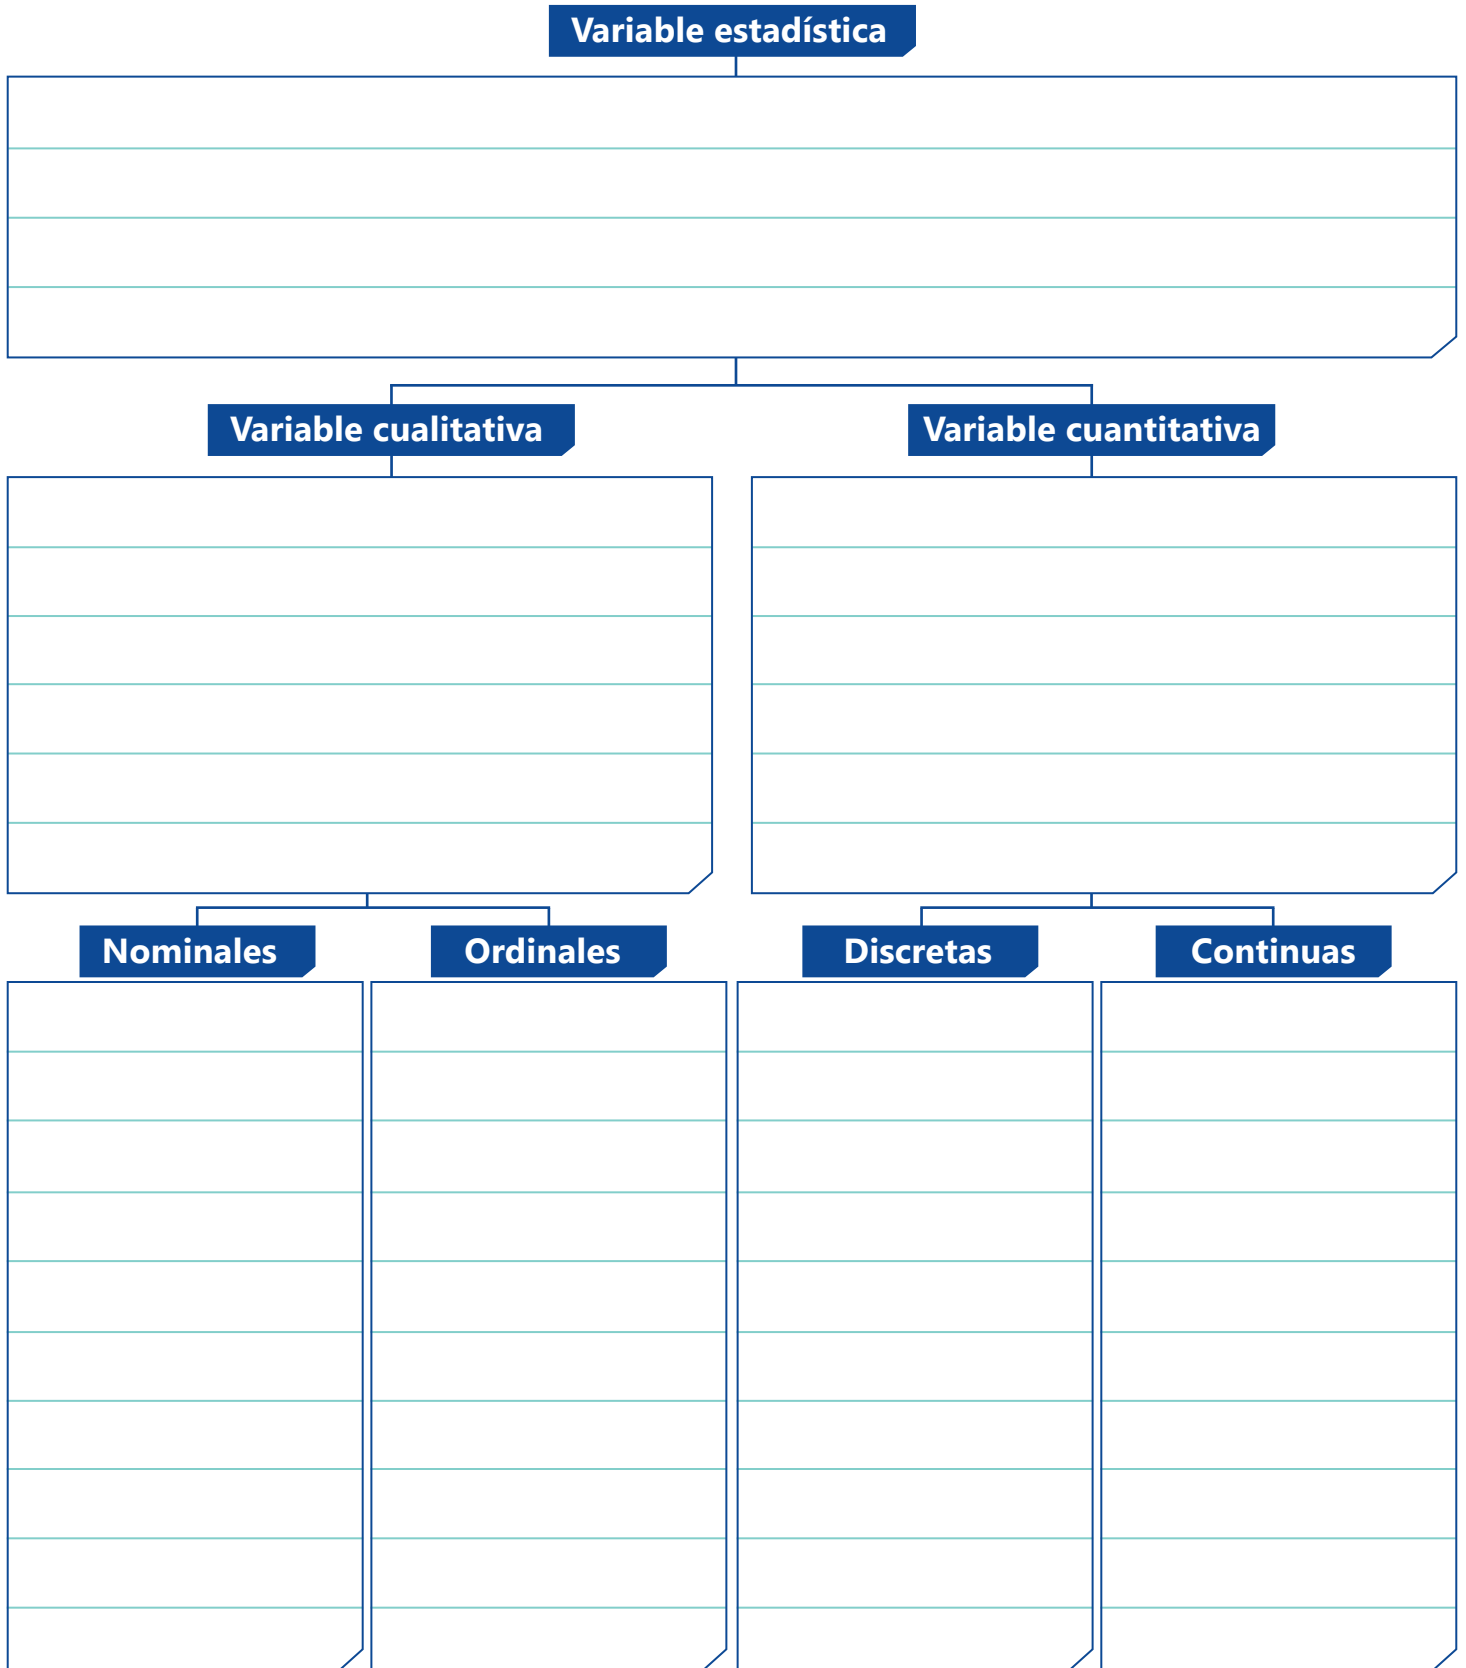 Variable estadística
Variable cualitativa
Variable cuantitativa
Nominales
Ordinales
Discretas
Continuas